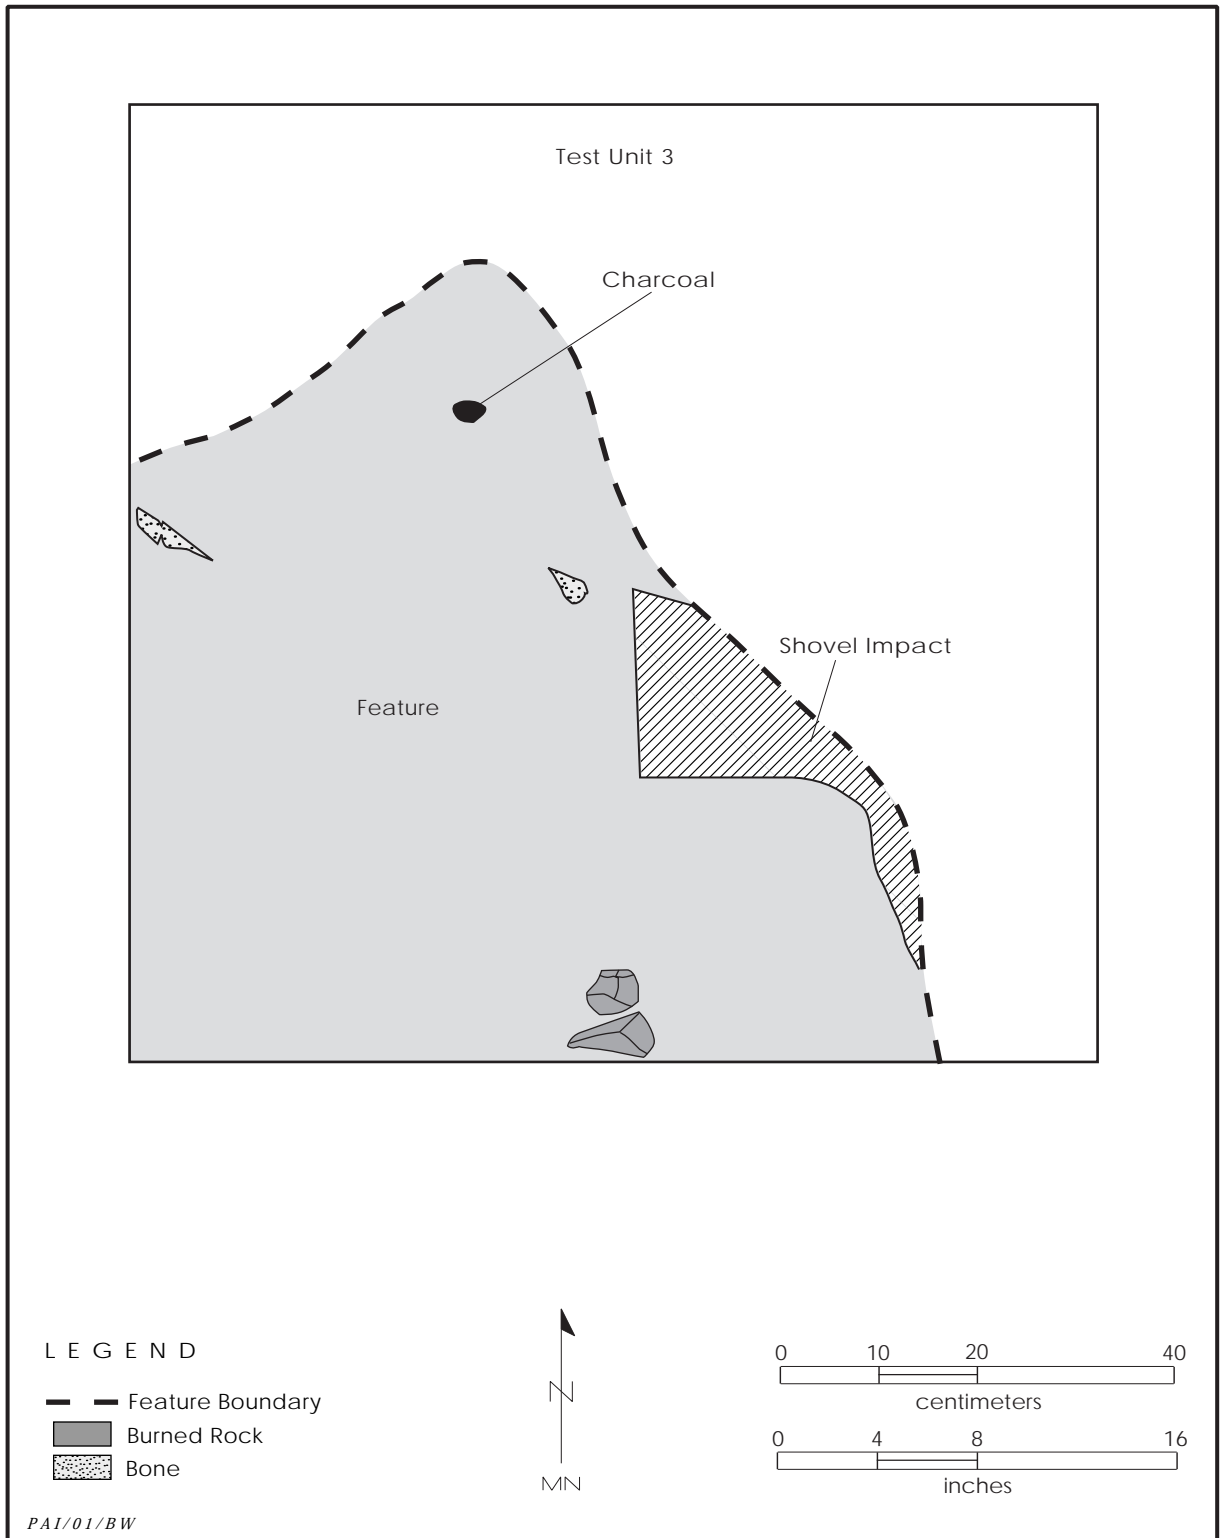 Test Unit 3
Charcoal
Shovel Impact
Feature
LEGEND
Feature Boundary
Burned Rock
Bone
N
MN
0 10 20 40
centimeters
0 4 8 16
inches
PAI/01/BW